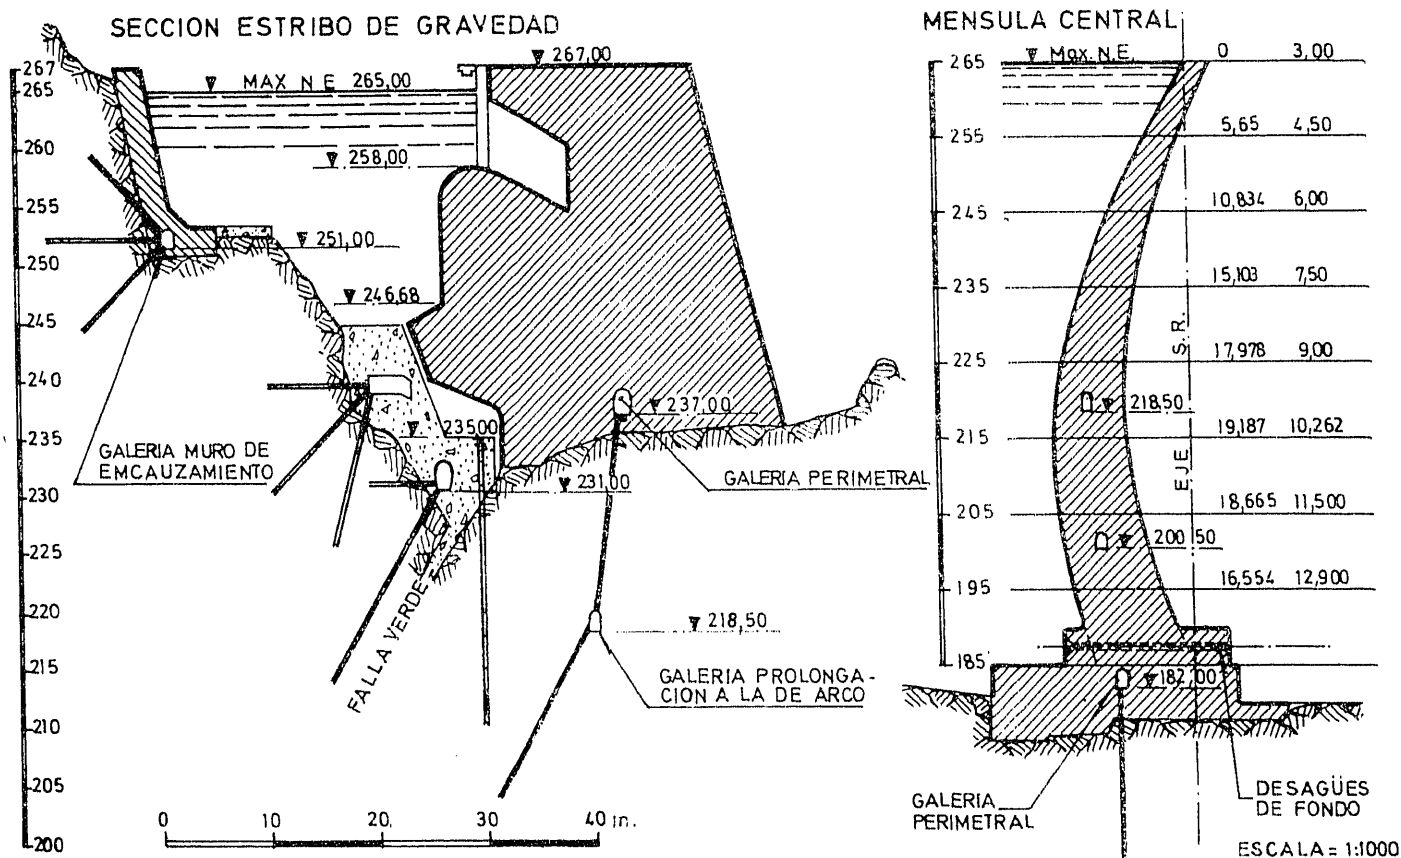 SECCION ESTRIBO DE GRAVEDAD
267,00
MAX N E 265,00
258,00
251,00
246,68
237,00
235,00
231,00
218,50
267
265
260
255
250
245
240
235
230
225
220
215
210
205
200
GALERIA MURO DE
EMCAUZAMIENTO
GALERIA PERIMETRAL
FALLA VERDE
GALERIA PROLONGA-
CION A LA DE ARCO
0 10 20 30 40 m.
MENSULA CENTRAL
Max. N.E.
0 3,00
265
5,65 4,50
255
10,834 6,00
245
15,103 7,50
235
17,978 9,00
225
218,50
19,187 10,262
215
18,665 11,500
205
200,50
16,554 12,900
195
185
182,00
EJE S.R.
GALERIA
PERIMETRAL
DESAGÜES
DE FONDO
ESCALA = 1:1000